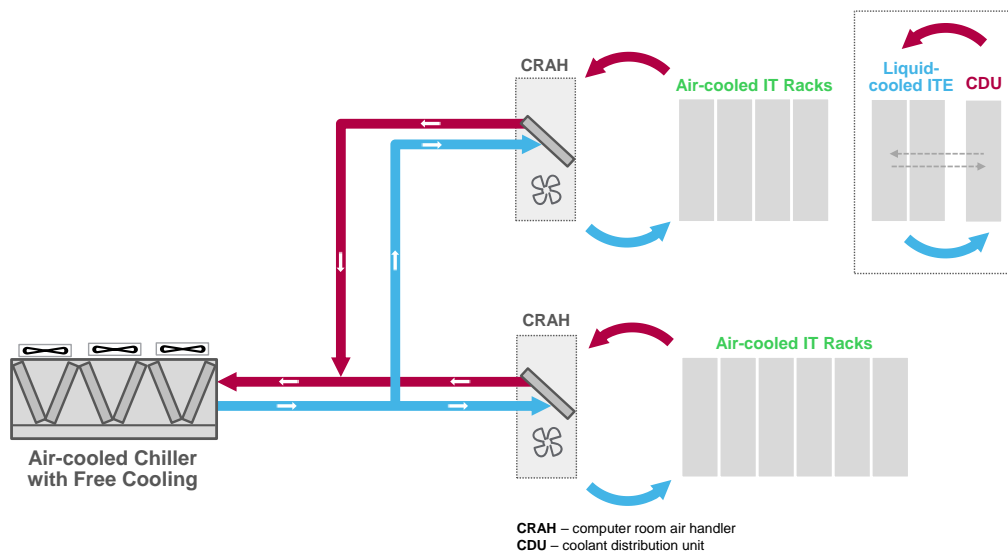 CRAH
Air-cooled IT Racks
Liquid-
cooled ITE
CDU
CRAH
Air-cooled IT Racks
Air-cooled Chiller
with Free Cooling
CRAH – computer room air handler
CDU – coolant distribution unit